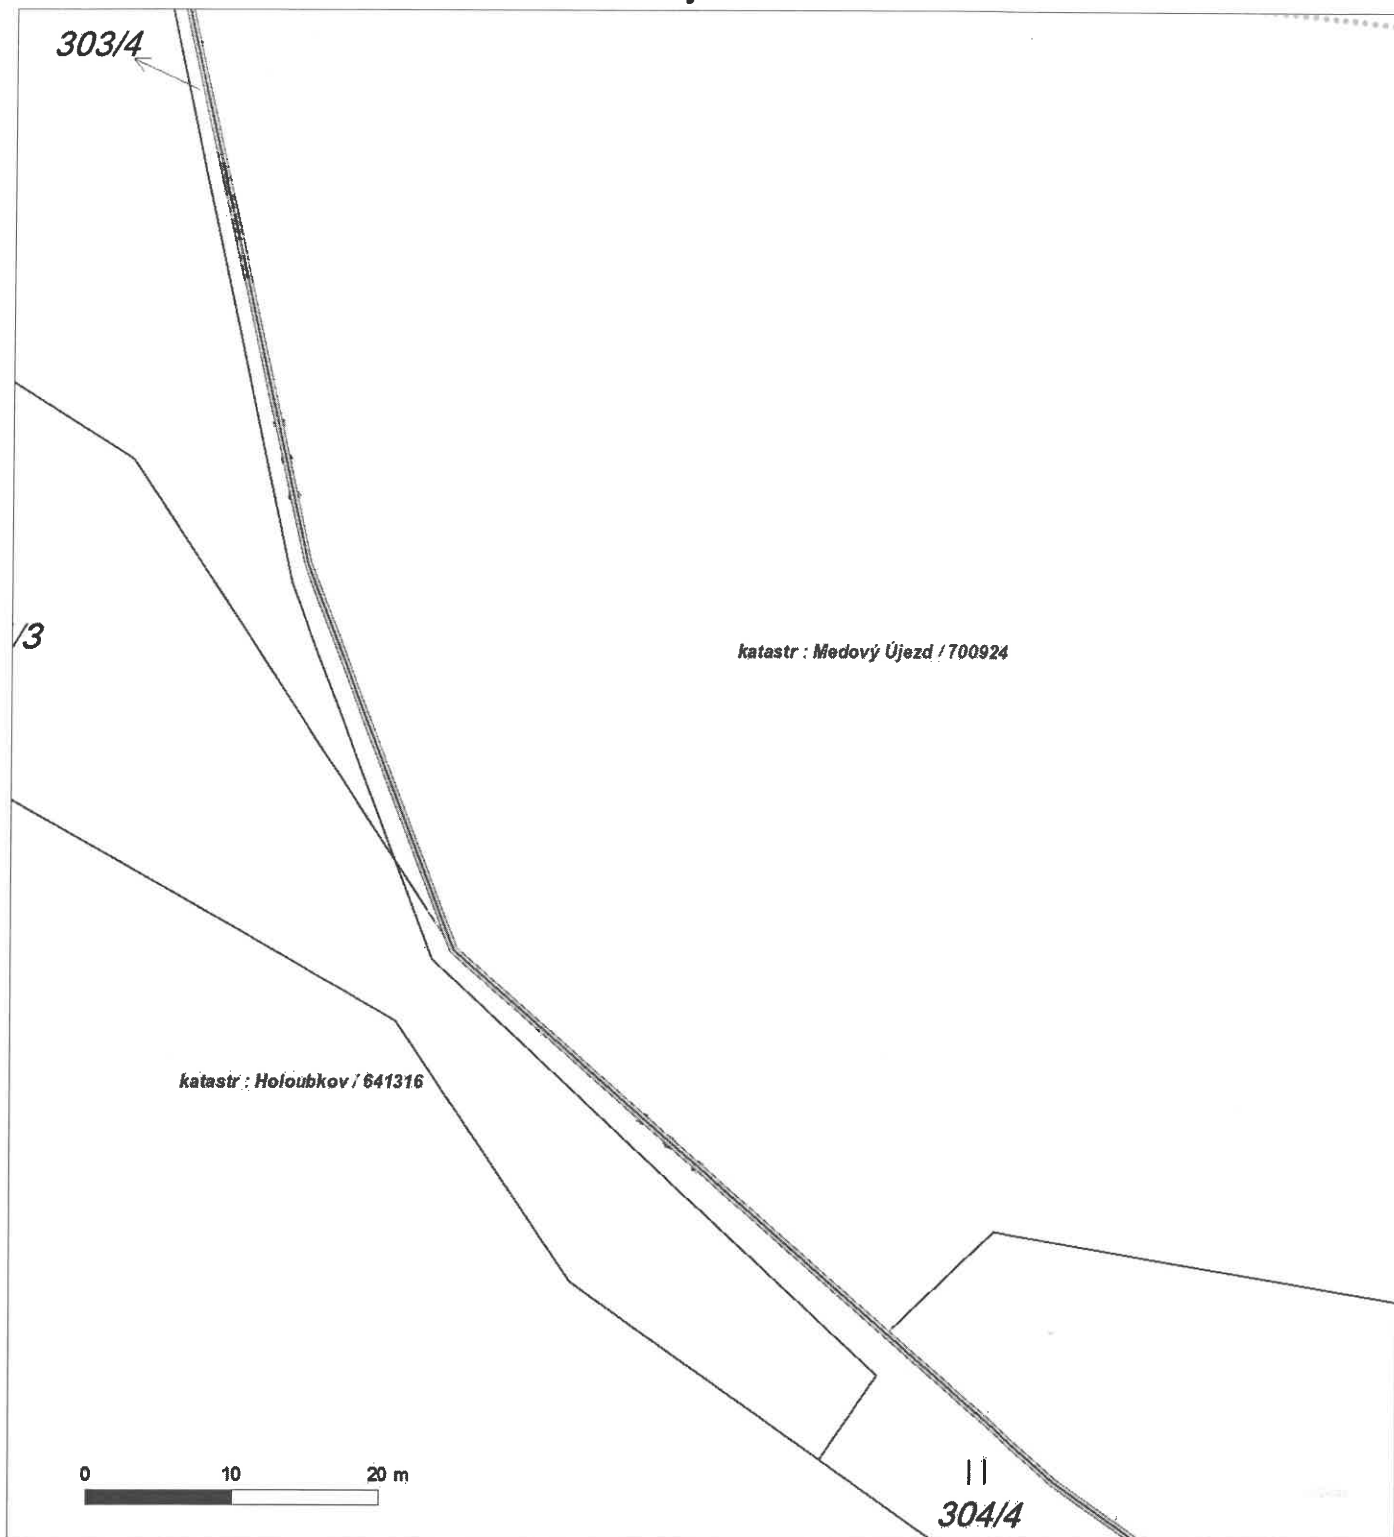 303/4
/3
katastr : Medový Újezd / 700924
katastr : Holoubkov / 641316
0 10 20 m
304/4